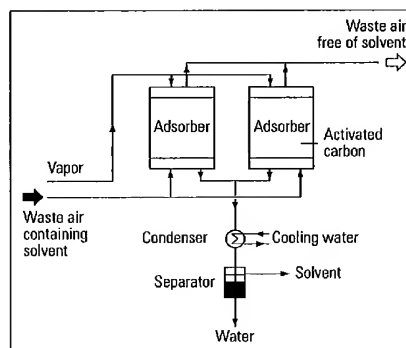 Waste air
free of solvent
Adsorber
Adsorber
Activated
carbon
Vapor
Waste air
containing
solvent
Condenser
Cooling water
Separator
Solvent
Water